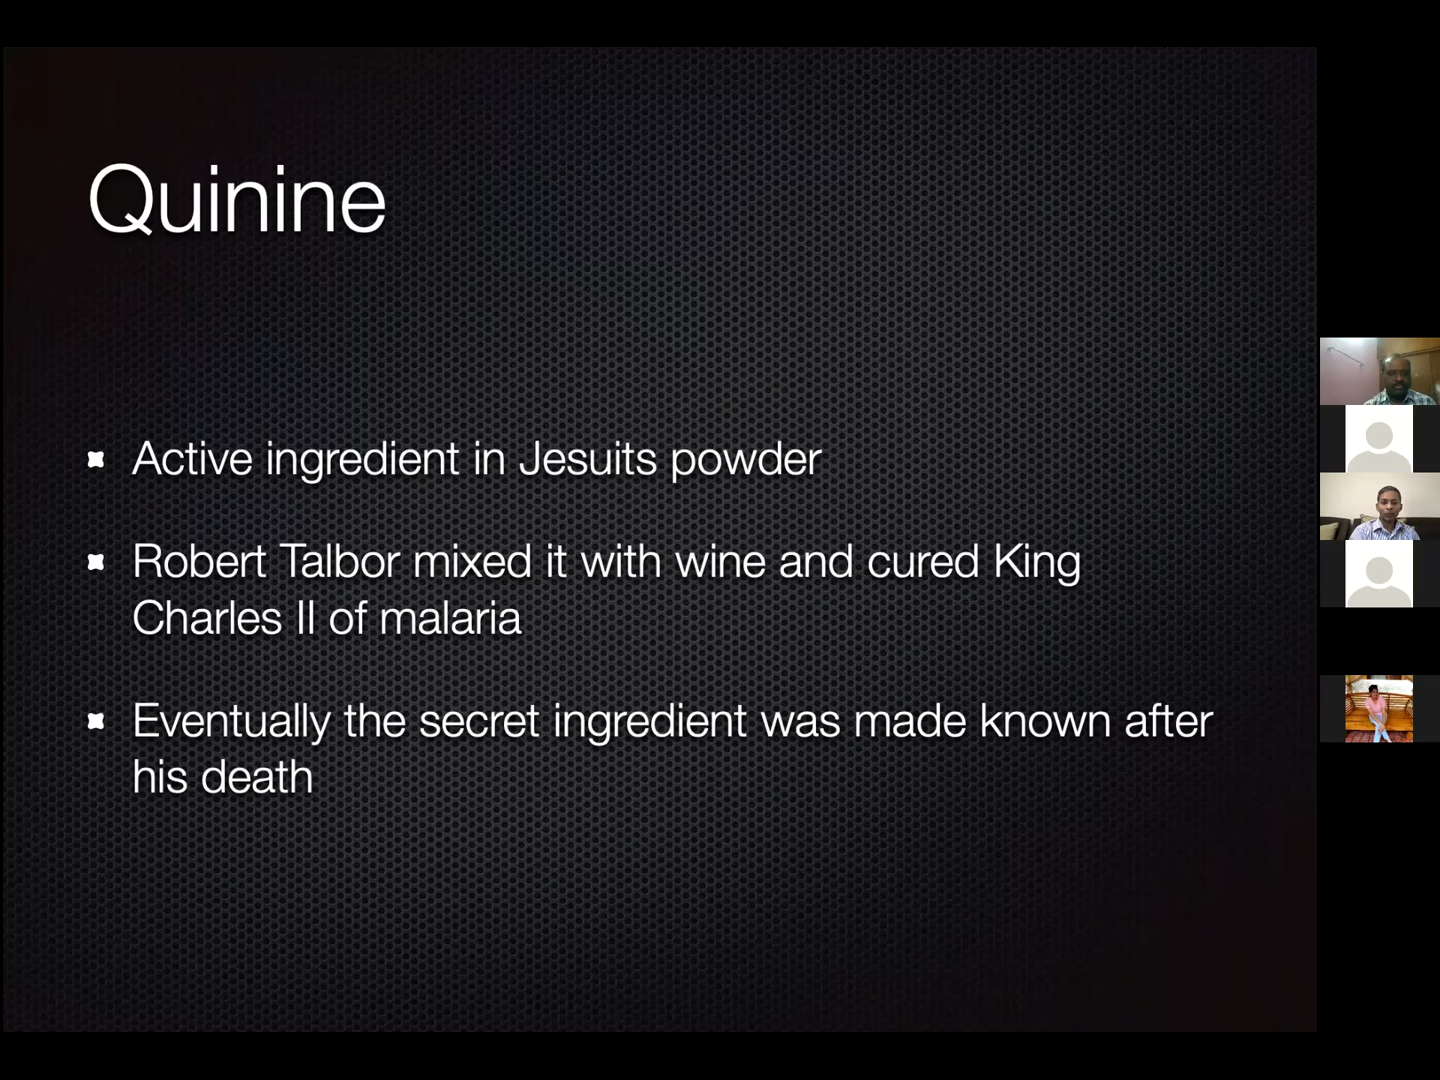 Quinine
Active ingredient in Jesuits powder
Robert Talbor mixed it with wine and cured King
Charles II of malaria
Eventually the secret ingredient was made known after
his death